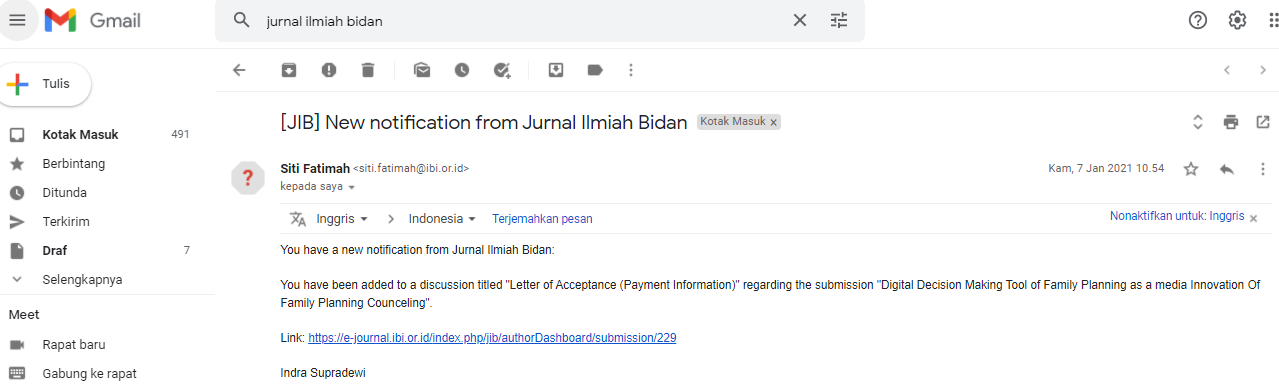 Gmail
jurnal ilmiah bidan
Tulis
Kotak Masuk 491
Berbintang
Ditunda
Terkirim
Draf 7
Selengkapnya
Meet
Rapat baru
Gabung ke rapat
[JIB] New notification from Jurnal Ilmiah Bidan Kotak Masuk x
Siti Fatimah <siti.fatimah@ibi.or.id> Kam, 7 Jan 2021 10.54
kepada saya
Inggris > Indonesia Terjemahkan pesan Nonaktifkan untuk: Inggris x
You have a new notification from Jurnal Ilmiah Bidan:
You have been added to a discussion titled "Letter of Acceptance (Payment Information)" regarding the submission "Digital Decision Making Tool of Family Planning as a media Innovation Of
Family Planning Counceling".
Link: https://e-journal.ibi.or.id/index.php/jib/authorDashboard/submission/229
Indra Supradewi